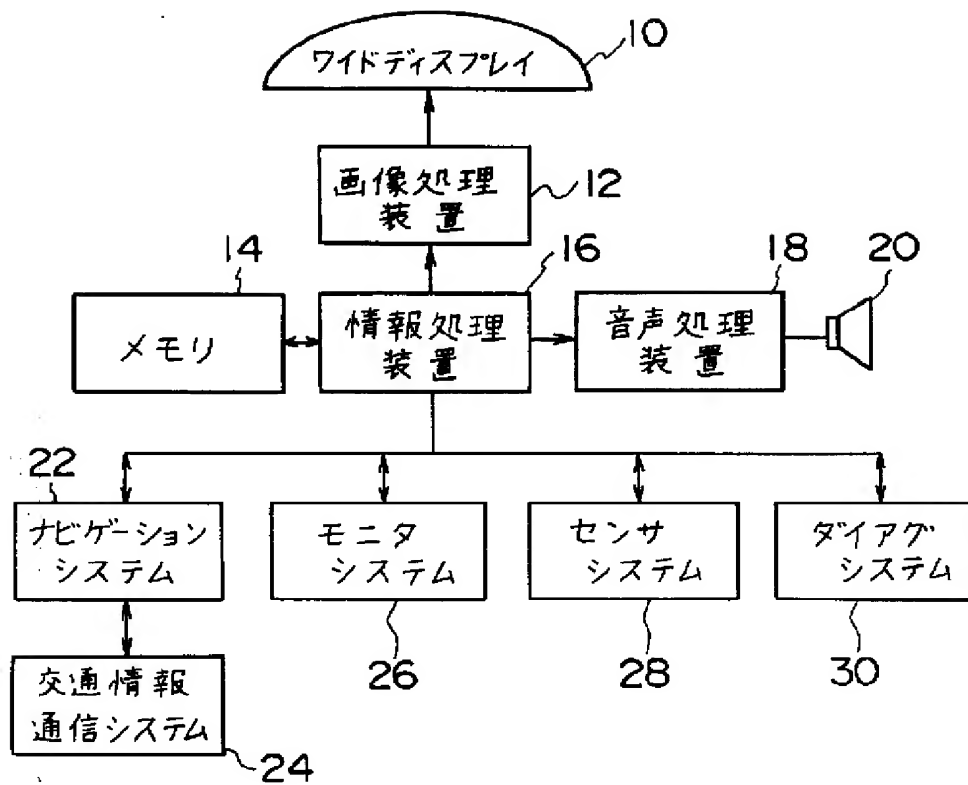 10
ワイドディスプレイ
画像処理
装置
12
14
16
18
20
メモリ
情報処理
装置
音声処理
装置
22
ナビゲーション
システム
モニタ
システム
センサ
システム
ダイアグ
システム
26
28
30
交通情報
通信システム
24